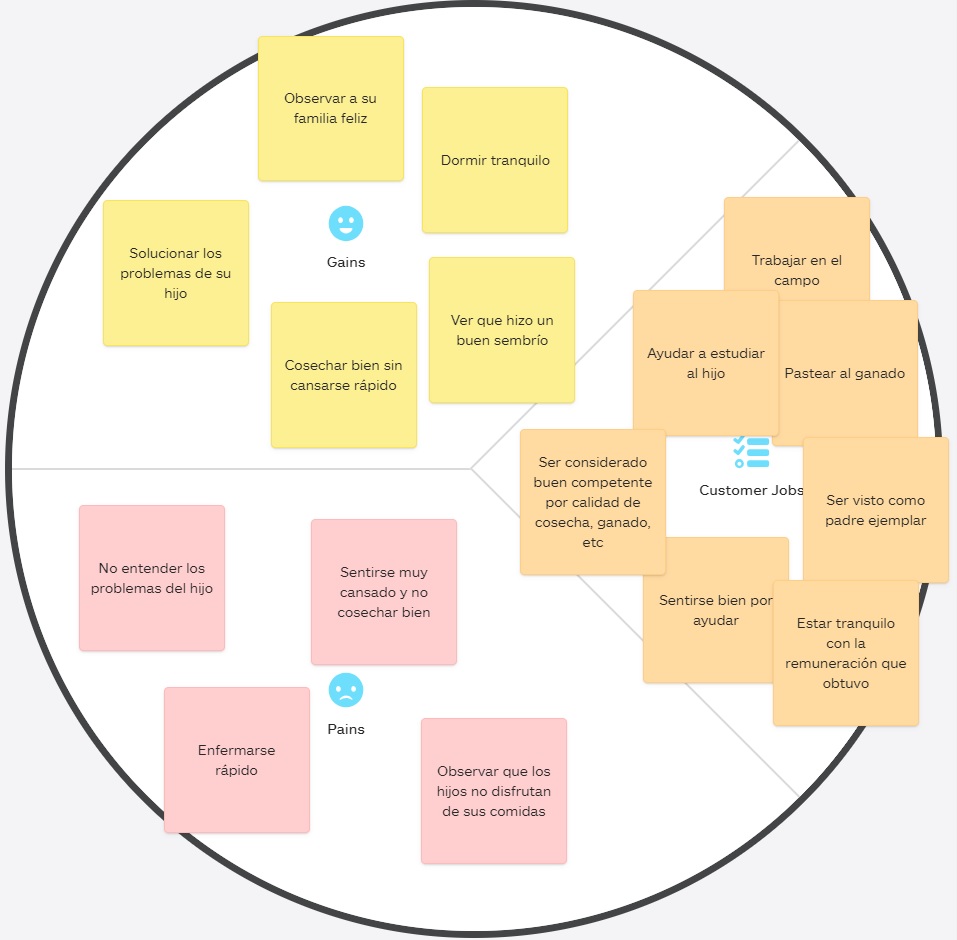 Observar a su
familia feliz
Dormir tranquilo
Solucionar los
problemas de su
hijo
Gains
Cosechar bien sin
cansarse rápido
Ver que hizo un
buen sembrío
Trabajar en el
campo
Ayudar a estudiar
al hijo
Pastear al ganado
Ser considerado
buen competente
por calidad de
cosecha, ganado,
etc
Customer Jobs
Ser visto como
padre ejemplar
Sentirse bien por
ayudar
Estar tranquilo
con la
remuneración que
obtuvo
No entender los
problemas del hijo
Sentirse muy
cansado y no
cosechar bien
Pains
Enfermarse
rápido
Observar que los
hijos no disfrutan
de sus comidas